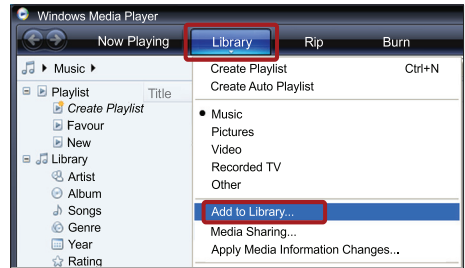 Windows Media Player
Now Playing Library Rip Burn
Music
Playlist Title
Create Playlist
Favour
New
Library
Artist
Album
Songs
Genre
Year
Rating
Create Playlist Ctrl+N
Create Auto Playlist
Music
Pictures
Video
Recorded TV
Other
Add to Library...
Media Sharing...
Apply Media Information Changes...